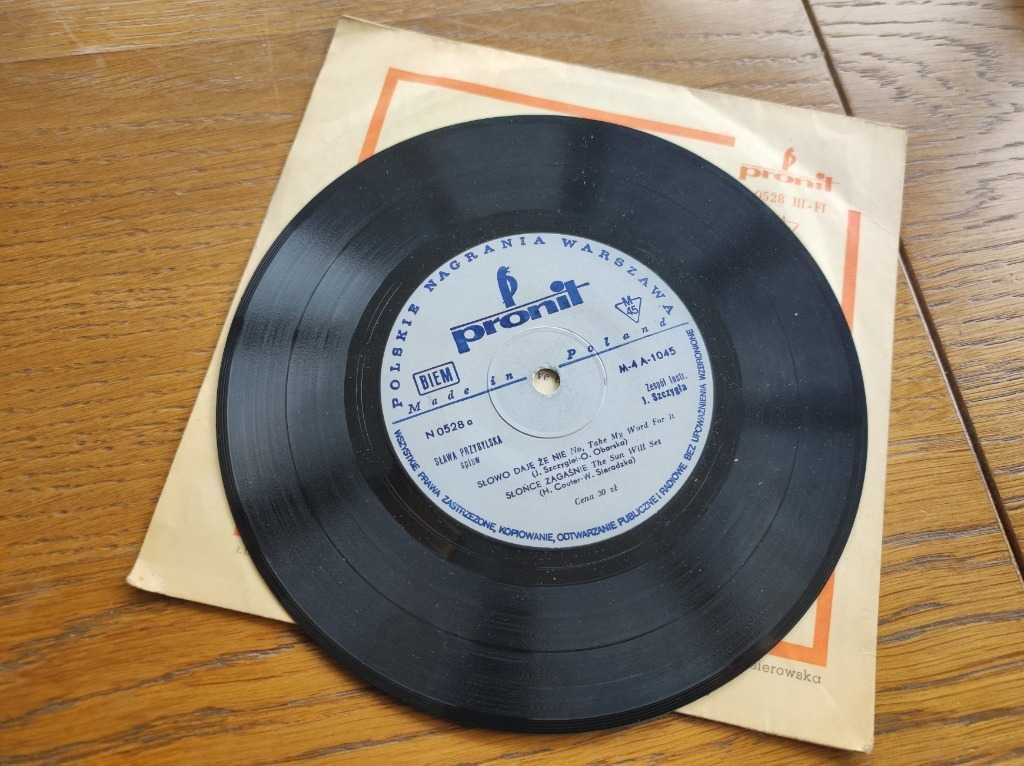 POLSKIE NAGRANIA WARSZAWA
pronit
M
45
BIEM
Made in Poland
N 0528 a
M-4 A-1045
SŁAWA PRZYBYLSKA
śpiew
Zespół Instr.
I. Szczygła
SŁOWO DAJĘ ŻE NIE No, Take My Word For It
(J. Szczygieł-O. Obarska)
SŁOŃCE ZAGAŚNIE The Sun Will Set
(H. Couter-W. Sieradzka)
Cena 30 zł
WSZYSTKIE PRAWA ZASTRZEŻONE, KOPIOWANIE, ODTWARZANIE PUBLICZNE I RADIOWE BEZ UPOWAŻNIENIA WZBRONIONE
pronit
0528 HI-FI
sierowska